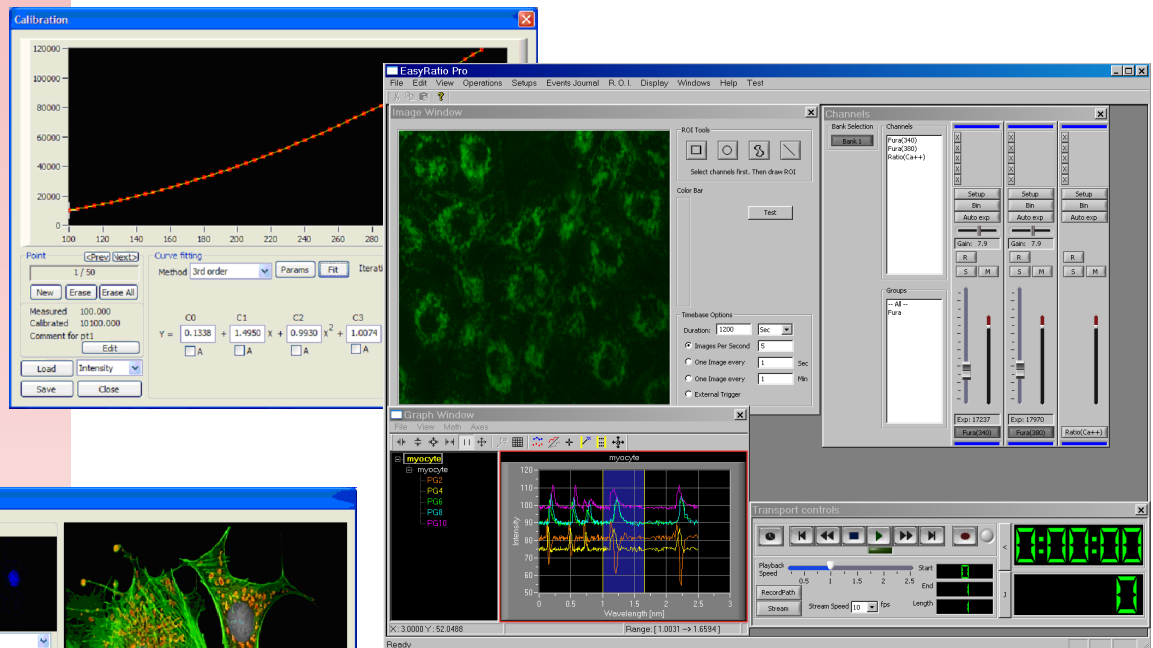 Calibration
120000
100000
80000
60000
40000
20000
0
100 120 140 160 180 200 220 240 260 280
Point <Prev Next>
1 / 50
New Erase Erase All
Measured 100.000
Calibrated 10100.000
Comment for pt1
Edit
Load Intensity
Save Close
Curve fitting
Method 3rd order Params Fit
C0 C1 C2 C3
Y = 0.1338 + 1.4950 X + 0.9930 X² + 1.0074
A A A A
EasyRatio Pro
File Edit View Operations Setups Events Journal R. O. I. Display Windows Help Test
Image Window
ROI Tools
Select channels first. Then draw ROI
Color Bar
Test
Timebase Options
Duration: 1200 Sec
Images Per Second 5
One Image every 1 Sec
One Image every 1 Min
External Trigger
Channels
Bank Selection
Bank 1
Channels
Fura(340)
Fura(380)
Ratio(Ca++)
Groups
-- All --
Fura
X X
X X
X X
X X
X X
Setup Setup Setup
Bin Bin Bin
Auto exp Auto exp Auto exp
Gain: 7.9 Gain: 7.9
R R R
S M S M S M
Exp: 17237 Exp: 17970
Fura(340) Fura(380) Ratio(Ca++)
Graph Window
File View Math Axes
myocyte
myocyte
PG2
PG4
PG6
PG8
PG10
myocyte
Intensity
120
110
100
90
80
70
60
50
0 0.5 1 1.5 2 2.5 3
Wavelength [nm]
X: 3.0000 Y: 52.0488 Range: [ 1.0031 --> 1.6594 ]
Ready
Transport controls
Playback Speed
0.5 1 1.5 2 2.5
RecordPath
Stream Stream Speed 10 fps
Start 0
End
Length
<
0:00:00
0